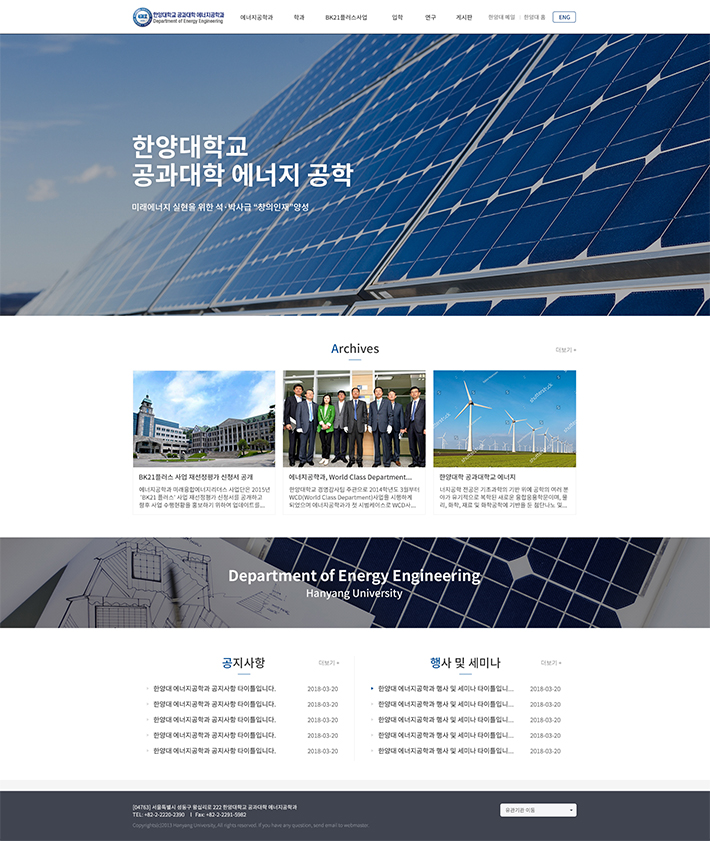 한양대학교 공과대학 에너지공학과
Department of Energy Engineering
에너지공학과 학과 BK21플러스사업 입학 연구 게시판 한양대 메일 | 한양대 홈 ENG
한양대학교
공과대학 에너지 공학
미래에너지 실현을 위한 석·박사급 “창의인재”양성
Archives
더보기 +
BK21플러스 사업 재선정평가 신청서 공개
에너지공학과 미래융합에너지리더스 사업단은 2015년
'BK21 플러스' 사업 재선정평가 신청서를 공개하고
향후 사업 수행현황을 홍보하기 위하여 업데이트를...
에너지공학과, World Class Department...
한양대학교 경영감사팀 주관으로 2014학년도 3월부터
WCD(World Class Department)사업을 시행하게
되었으며 에너지공학과가 첫 시범케이스로 WCD사...
한양대학 공과대학교 에너지
너지공학 전공은 기초과학의 기반 위에 공학의 여러 분
야가 유기적으로 복학된 새로운 융합응용학문이며, 물
리, 화학, 재료 및 화학공학에 기반을 둔 첨단나노 및...
shutterstock
Department of Energy Engineering
Hanyang University
공지사항
더보기 +
한양대 에너지공학과 공지사항 타이틀입니다. 2018-03-20
한양대 에너지공학과 공지사항 타이틀입니다. 2018-03-20
한양대 에너지공학과 공지사항 타이틀입니다. 2018-03-20
한양대 에너지공학과 공지사항 타이틀입니다. 2018-03-20
한양대 에너지공학과 공지사항 타이틀입니다. 2018-03-20
행사 및 세미나
더보기 +
한양대 에너지공학과 행사 및 세미나 타이틀입니... 2018-03-20
한양대 에너지공학과 행사 및 세미나 타이틀입니... 2018-03-20
한양대 에너지공학과 행사 및 세미나 타이틀입니... 2018-03-20
한양대 에너지공학과 행사 및 세미나 타이틀입니... 2018-03-20
한양대 에너지공학과 행사 및 세미나 타이틀입니... 2018-03-20
[04763] 서울특별시 성동구 왕십리로 222 한양대학교 공과대학 에너지공학과
TEL: +82-2-2220-2390 | Fax: +82-2-2291-5982
Copyright(c)2013 Hanyang University, All rights reserved. If you have any question, send email to webmaster.
유관기관 이동